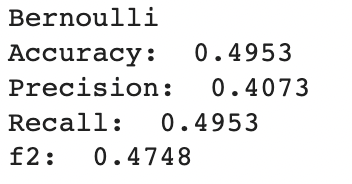 Bernoulli
Accuracy:  0.4953
Precision:  0.4073
Recall:  0.4953
f2:  0.4748